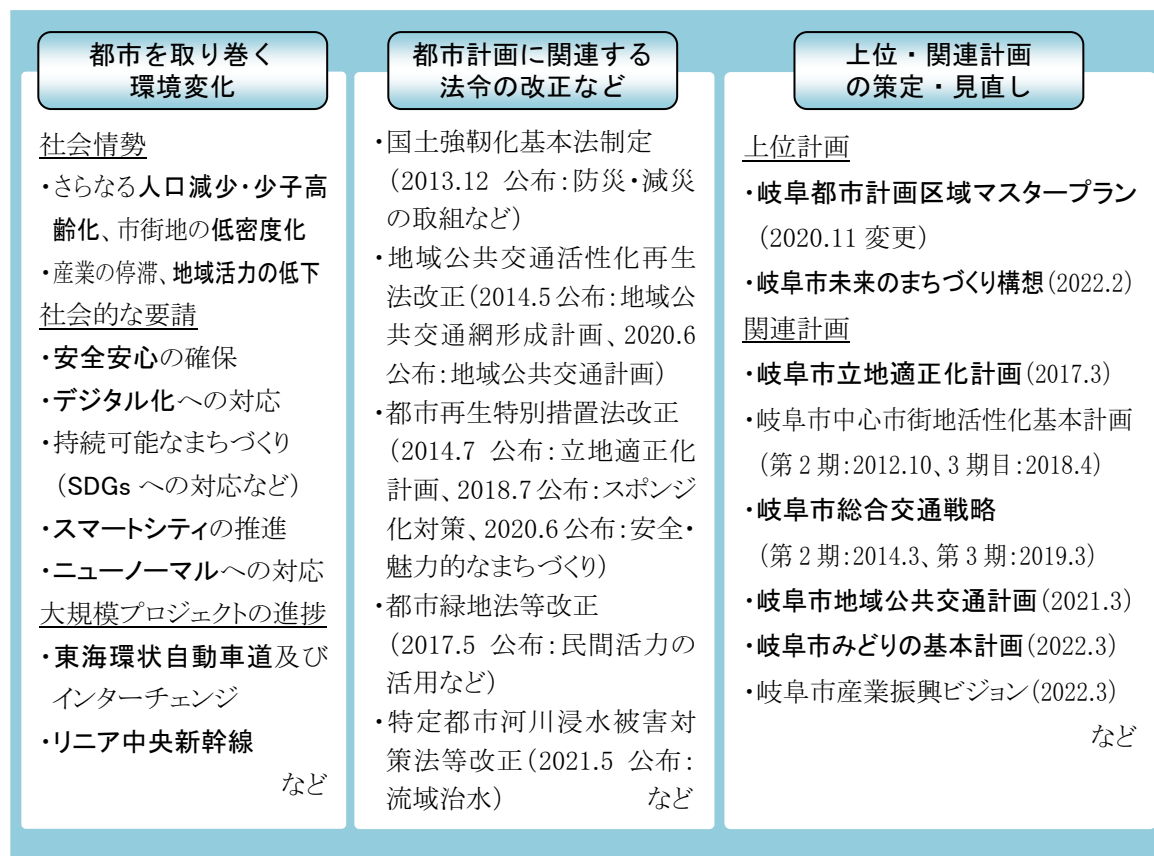 都市を取り巻く
環境変化
社会情勢
・さらなる人口減少・少子高
齢化、市街地の低密度化
・産業の停滞、地域活力の低下
社会的な要請
・安全安心の確保
・デジタル化への対応
・持続可能なまちづくり
（SDGs への対応など）
・スマートシティの推進
・ニューノーマルへの対応
大規模プロジェクトの進捗
・東海環状自動車道及び
インターチェンジ
・リニア中央新幹線
など
都市計画に関連する
法令の改正など
・国土強靱化基本法制定
（2013.12 公布：防災・減災
の取組など）
・地域公共交通活性化再生
法改正（2014.5 公布：地域公
共交通網形成計画、2020.6
公布：地域公共交通計画）
・都市再生特別措置法改正
（2014.7 公布：立地適正化
計画、2018.7 公布：スポンジ
化対策、2020.6 公布：安全・
魅力的なまちづくり）
・都市緑地法等改正
（2017.5 公布：民間活力の
活用など）
・特定都市河川浸水被害対
策法等改正（2021.5 公布：
流域治水） など
上位・関連計画
の策定・見直し
上位計画
・岐阜都市計画区域マスタープラン
（2020.11 変更）
・岐阜市未来のまちづくり構想（2022.2）
関連計画
・岐阜市立地適正化計画（2017.3）
・岐阜市中心市街地活性化基本計画
（第 2 期：2012.10、3 期目：2018.4）
・岐阜市総合交通戦略
（第 2 期：2014.3、第 3 期：2019.3）
・岐阜市地域公共交通計画（2021.3）
・岐阜市みどりの基本計画（2022.3）
・岐阜市産業振興ビジョン（2022.3）
など